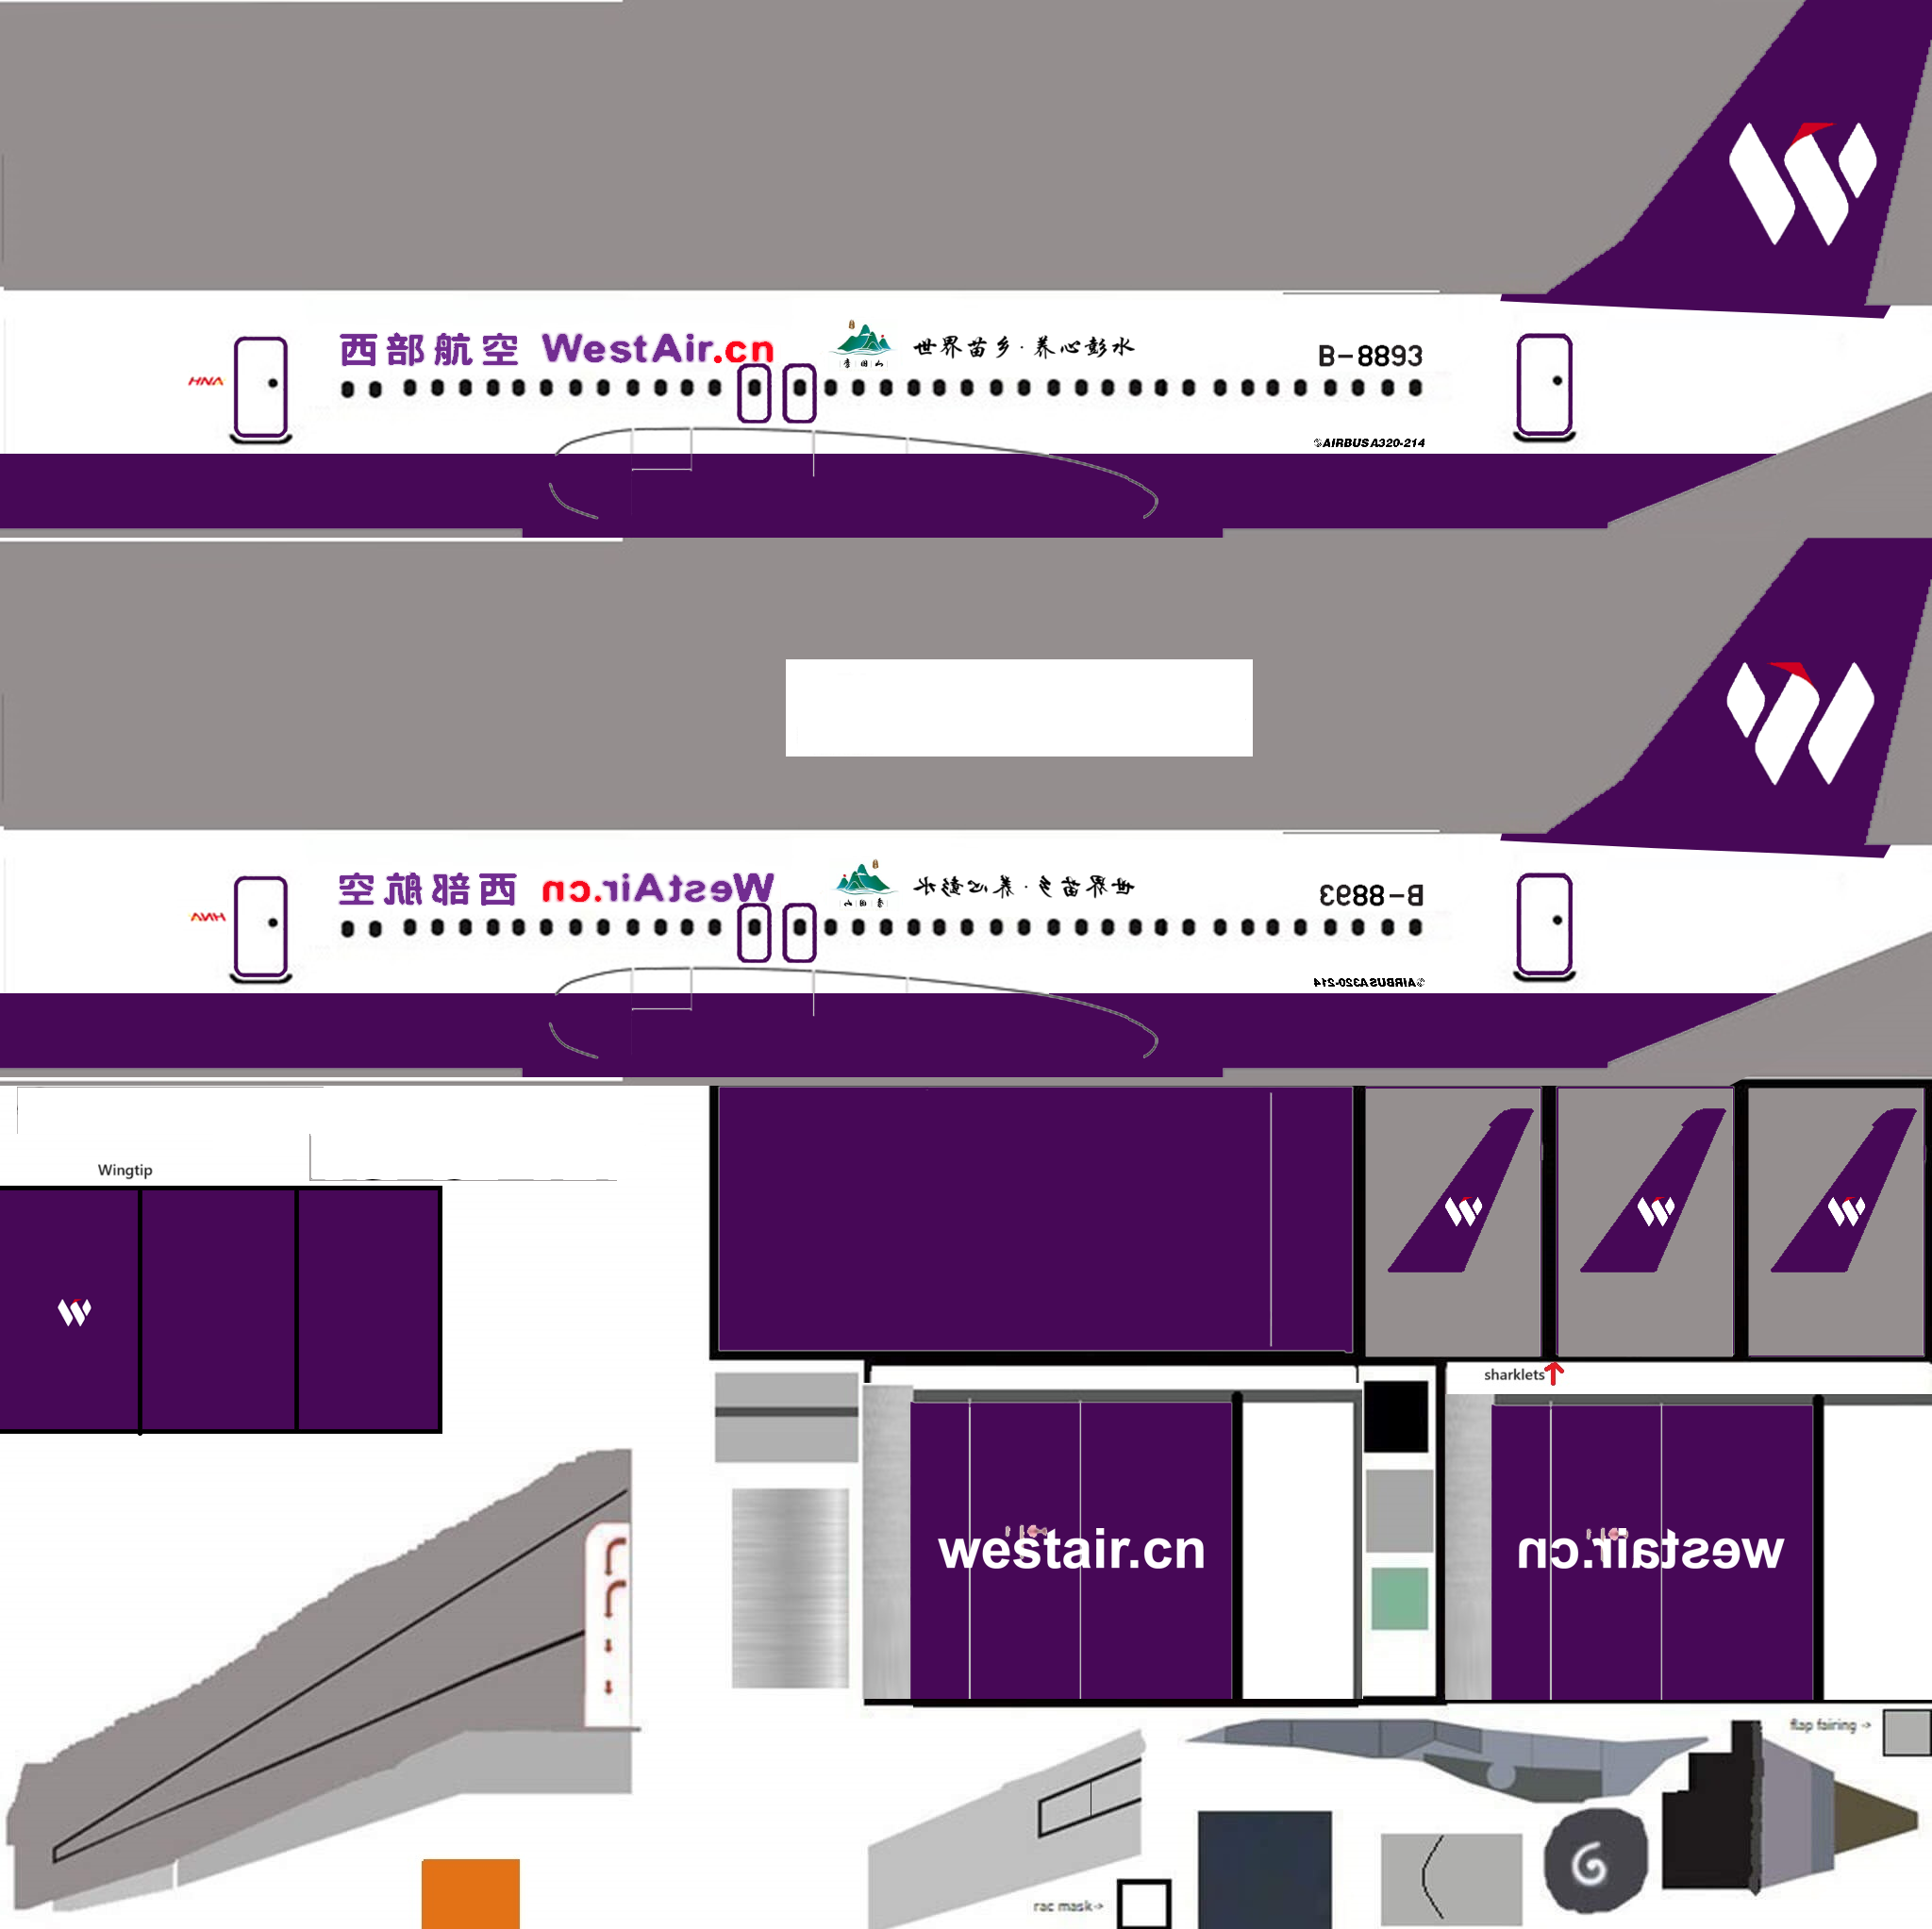 西部航空 WestAir.cn
世界苗乡·养心彭水
B-8893
HNA
AIRBUS A320-214
西部航空 WestAir.cn
世界苗乡·养心彭水
B-8893
HNA
AIRBUS A320-214
Wingtip
sharklets
westair.cn
westair.cn
flap fairing ->
rac mask->